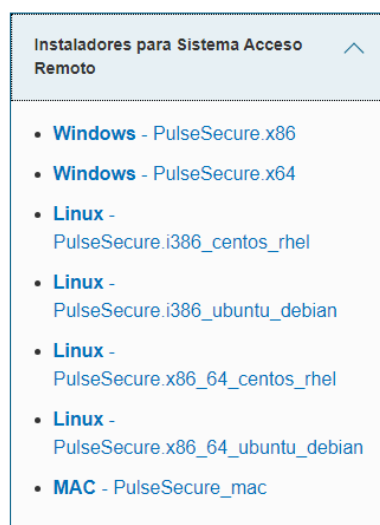 Instaladores para Sistema Acceso
Remoto
• Windows - PulseSecure.x86
• Windows - PulseSecure.x64
• Linux -
PulseSecure.i386_centos_rhel
• Linux -
PulseSecure.i386_ubuntu_debian
• Linux -
PulseSecure.x86_64_centos_rhel
• Linux -
PulseSecure.x86_64_ubuntu_debian
• MAC - PulseSecure_mac